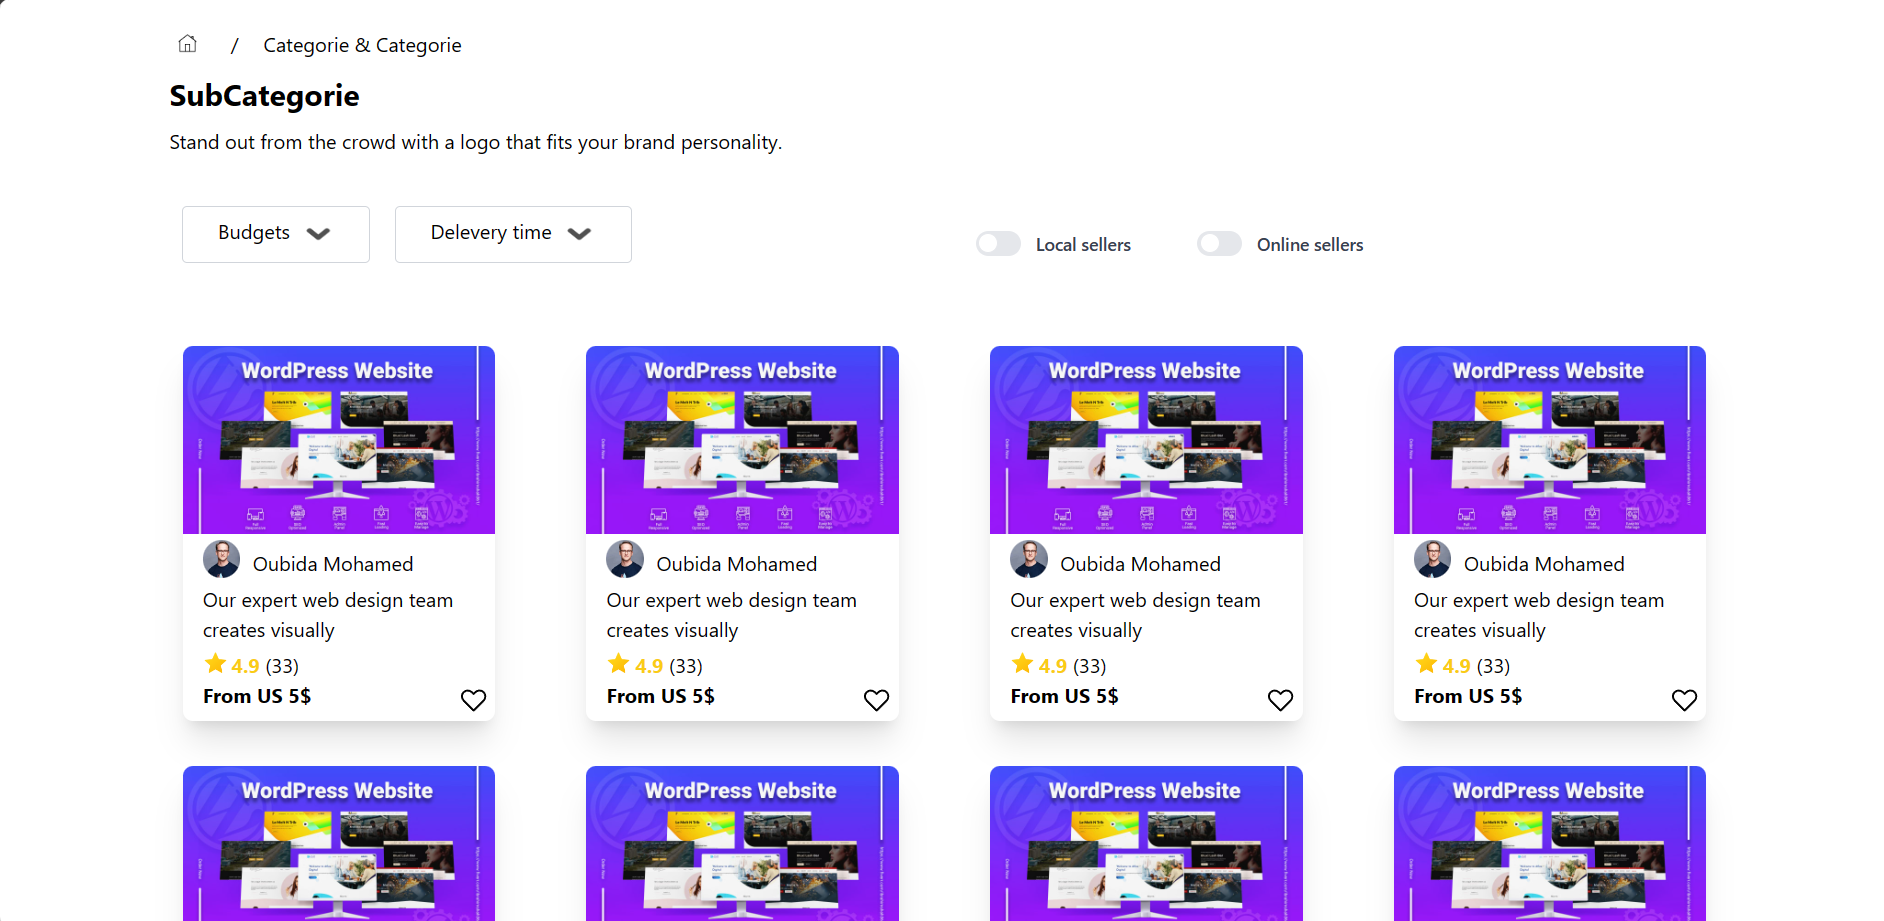 / Categorie & Categorie
SubCategorie
Stand out from the crowd with a logo that fits your brand personality.
Budgets Delevery time Local sellers Online sellers
WordPress Website WordPress Website WordPress Website WordPress Website
Oubida Mohamed Oubida Mohamed Oubida Mohamed Oubida Mohamed
Our expert web design team Our expert web design team Our expert web design team Our expert web design team
creates visually creates visually creates visually creates visually
4.9 (33) 4.9 (33) 4.9 (33) 4.9 (33)
From US 5$ From US 5$ From US 5$ From US 5$
WordPress Website WordPress Website WordPress Website WordPress Website